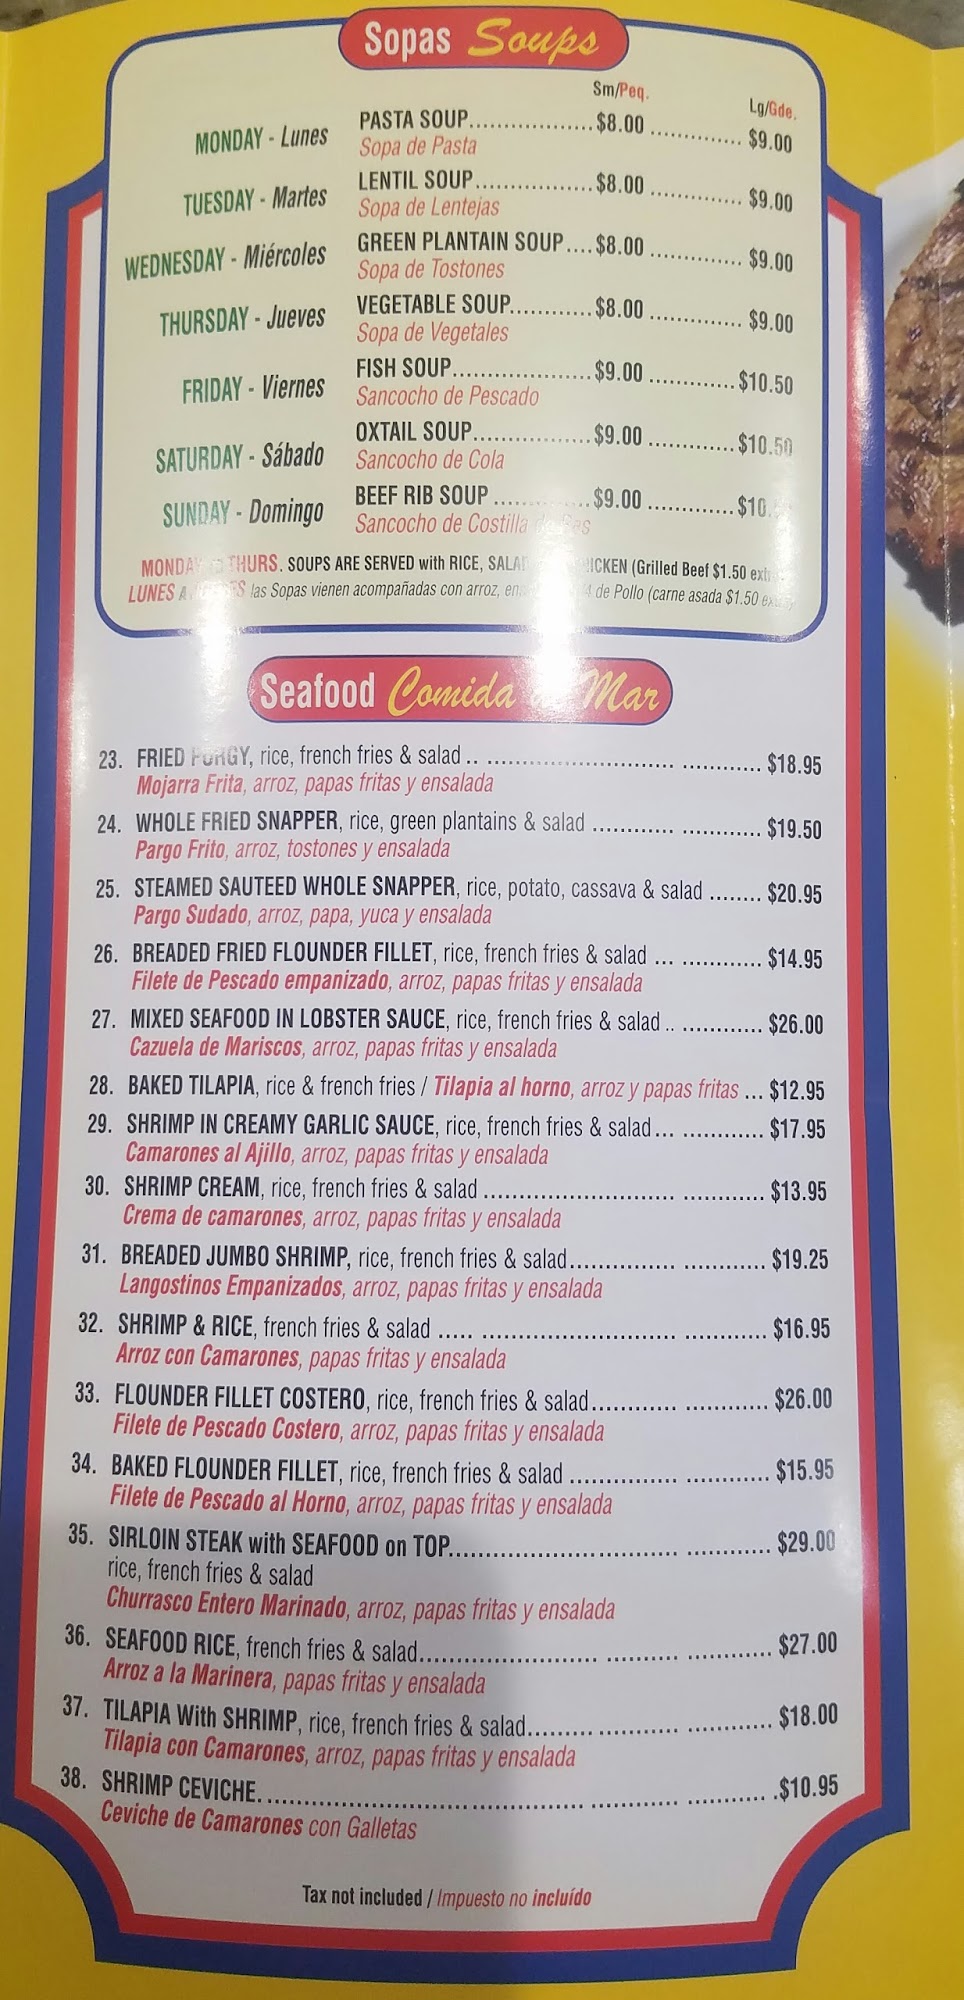 Sopas Soups
Sm/Peq. Lg/Gde.
MONDAY - Lunes PASTA SOUP..................$8.00 ............... $9.00
Sopa de Pasta
TUESDAY - Martes LENTIL SOUP.................$8.00 ............... $9.00
Sopa de Lentejas
WEDNESDAY - Miércoles GREEN PLANTAIN SOUP....$8.00 ............... $9.00
Sopa de Tostones
THURSDAY - Jueves VEGETABLE SOUP............$8.00 ............... $9.00
Sopa de Vegetales
FRIDAY - Viernes FISH SOUP....................$9.00 .............$10.50
Sancocho de Pescado
SATURDAY - Sábado OXTAIL SOUP.................$9.00 .............$10.50
Sancocho de Cola
SUNDAY - Domingo BEEF RIB SOUP ..............$9.00 .............$10.
Sancocho de Costilla
MONDAY THURS. SOUPS ARE SERVED with RICE, (Grilled Beef $1.50
LUNES A las Sopas vienen acompañadas con arroz, de Pollo (carne asada $1.50
Seafood Comida Mar
23. FRIED PORGY, rice, french fries & salad .. ........................... ............ $18.95
Mojarra Frita, arroz, papas fritas y ensalada
24. WHOLE FRIED SNAPPER, rice, green plantains & salad ............ ............ $19.50
Pargo Frito, arroz, tostones y ensalada
25. STEAMED SAUTEED WHOLE SNAPPER, rice, potato, cassava & salad ........ $20.95
Pargo Sudado, arroz, papa, yuca y ensalada
26. BREADED FRIED FLOUNDER FILLET, rice, french fries & salad ... ............ $14.95
Filete de Pescado empanizado, arroz, papas fritas y ensalada
27. MIXED SEAFOOD IN LOBSTER SAUCE, rice, french fries & salad .. ............ $26.00
Cazuela de Mariscos, arroz, papas fritas y ensalada
28. BAKED TILAPIA, rice & french fries / Tilapia al horno, arroz y papas fritas ... $12.95
29. SHRIMP IN CREAMY GARLIC SAUCE, rice, french fries & salad... ............ $17.95
Camarones al Ajillo, arroz, papas fritas y ensalada
30. SHRIMP CREAM, rice, french fries & salad ............................ ............ $13.95
Crema de camarones, arroz, papas fritas y ensalada
31. BREADED JUMBO SHRIMP, rice, french fries & salad................ ............ $19.25
Langostinos Empanizados, arroz, papas fritas y ensalada
32. SHRIMP & RICE, french fries & salad ..... ............................ ............ $16.95
Arroz con Camarones, papas fritas y ensalada
33. FLOUNDER FILLET COSTERO, rice, french fries & salad............. ............ $26.00
Filete de Pescado Costero, arroz, papas fritas y ensalada
34. BAKED FLOUNDER FILLET, rice, french fries & salad ................ ............ $15.95
Filete de Pescado al Horno, arroz, papas fritas y ensalada
35. SIRLOIN STEAK with SEAFOOD on TOP.................................. ............ $29.00
rice, french fries & salad
Churrasco Entero Marinado, arroz, papas fritas y ensalada
36. SEAFOOD RICE, french fries & salad........................... ........... ............ $27.00
Arroz a la Marinera, papas fritas y ensalada
37. TILAPIA With SHRIMP, rice, french fries & salad......... ............ ............ $18.00
Tilapia con Camarones, arroz, papas fritas y ensalada
38. SHRIMP CEVICHE................................................ ............ ............ .$10.95
Ceviche de Camarones con Galletas
Tax not included / Impuesto no incluído